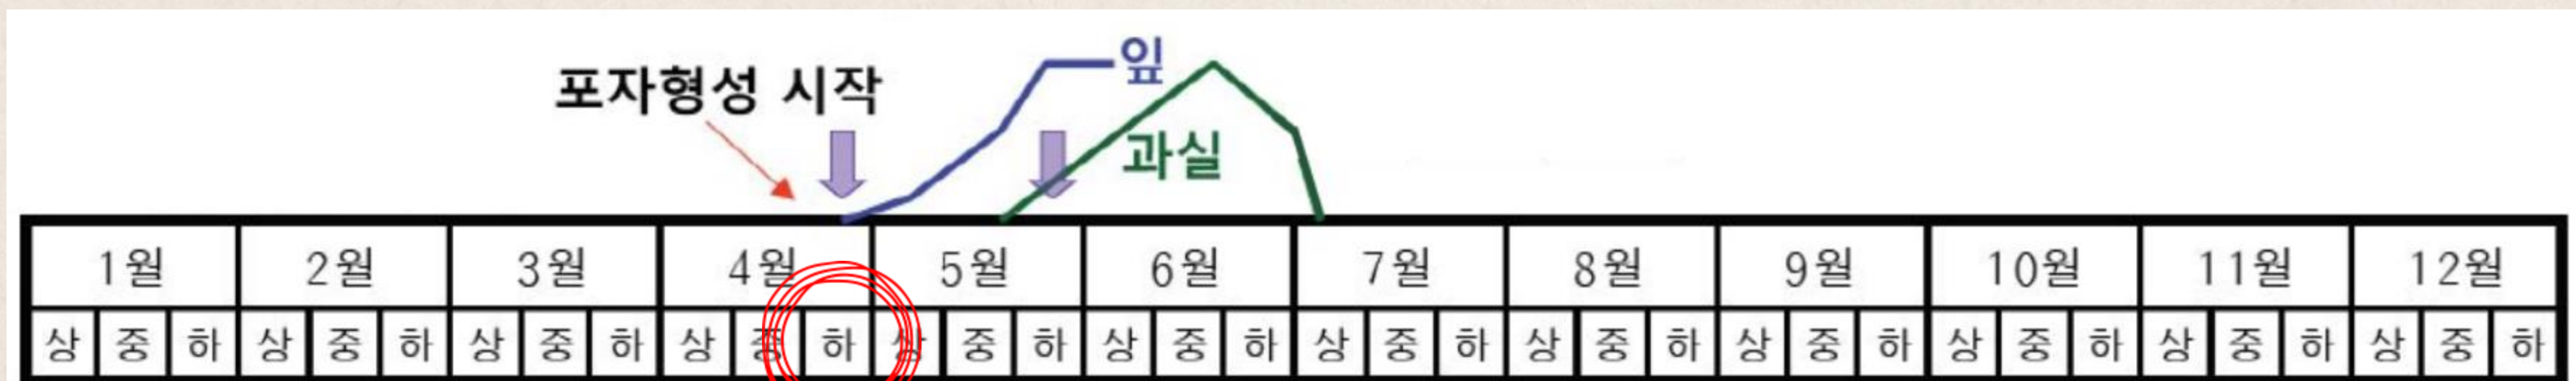 잎
포자형성 시작
과실
1월 2월 3월 4월 5월 6월 7월 8월 9월 10월 11월 12월
상 중 하 상 중 하 상 중 하 상 중 하 상 중 하 상 중 하 상 중 하 상 중 하 상 중 하 상 중 하 상 중 하 상 중 하